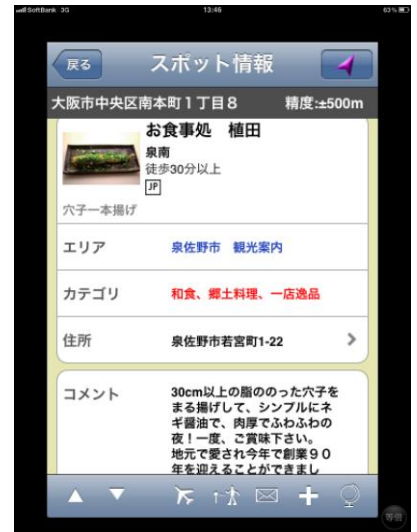 SoftBank 3G 13:46 63%
戻る スポット情報
大阪市中央区南本町1丁目8 精度:±500m
お食事処 植田
泉南
徒歩30分以上
JP
穴子一本揚げ
エリア 泉佐野市 観光案内
カテゴリ 和食、郷土料理、一店逸品
住所 泉佐野市若宮町1-22
コメント 30cm以上の脂ののった穴子を
まる揚げして、シンプルにネ
ギ醤油で、肉厚でふわふわの
夜！一度、ご賞味下さい。
地元で愛され今年で創業９０
年を迎えることができまし
等倍